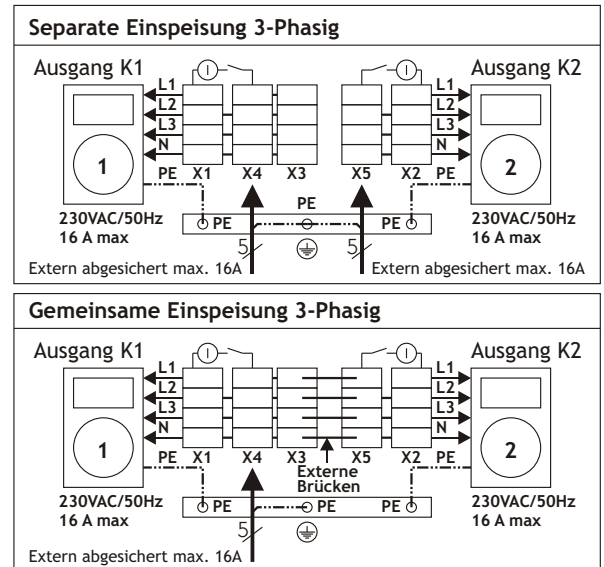 Separate Einspeisung 3-Phasig
Ausgang K1
Ausgang K2
L1
L2
L3
N
L1
L2
L3
N
1
2
PE X1 X4 X3 X5 X2 PE
PE
PE
PE
230VAC/50Hz
16 A max
230VAC/50Hz
16 A max
5
5
Extern abgesichert max. 16A
Extern abgesichert max. 16A
Gemeinsame Einspeisung 3-Phasig
Ausgang K1
Ausgang K2
L1
L2
L3
N
L1
L2
L3
N
1
2
PE X1 X4 X3 X5 X2 PE
Externe
Brücken
230VAC/50Hz
16 A max
PE
PE
PE
230VAC/50Hz
16 A max
5
Extern abgesichert max. 16A